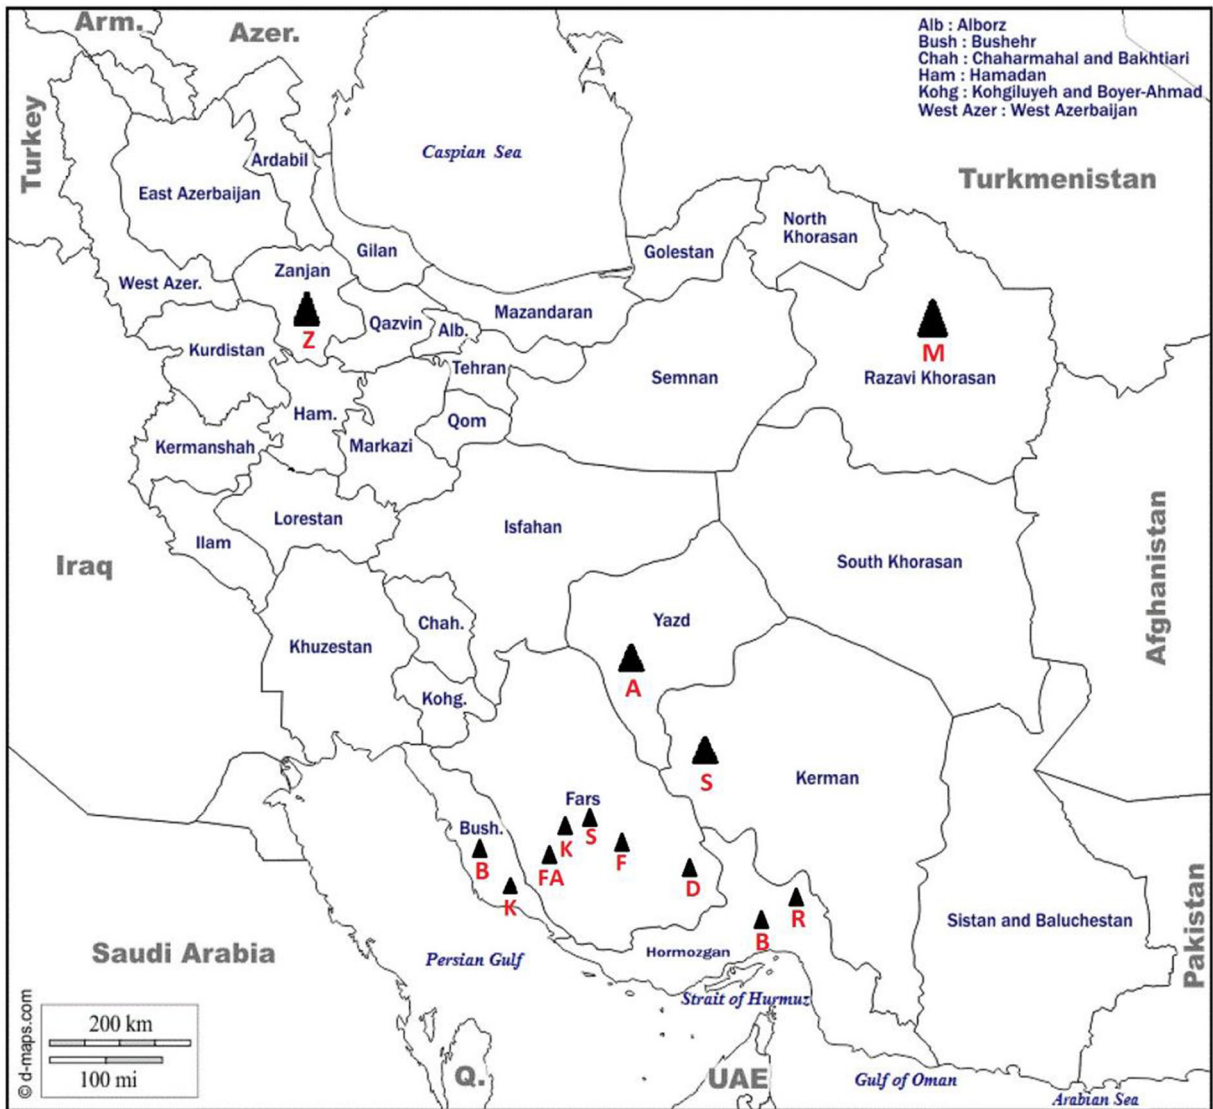 Arm.
Azer.
Alb : Alborz
Bush : Bushehr
Chah : Chaharmahal and Bakhtiari
Ham : Hamadan
Kohg : Kohgiluyeh and Boyer-Ahmad
West Azer : West Azerbaijan
Turkey
Caspian Sea
Ardabil
East Azerbaijan
Turkmenistan
North
Khorasan
Golestan
Gilan
Zanjan
West Azer.
Z
Qazvin
Alb.
Mazandaran
M
Kurdistan
Tehran
Semnan
Razavi Khorasan
Ham.
Qom
Kermanshah
Markazi
Lorestan
Isfahan
Ilam
Iraq
South Khorasan
Afghanistan
Chah.
Yazd
Khuzestan
A
Kohg.
S
Kerman
Fars
Bush.
K
S
F
B
FA
D
K
R
B
Sistan and Baluchestan
Pakistan
Saudi Arabia
Persian Gulf
Hormozgan
Strait of Hurmuz
© d-maps.com
200 km
100 mi
Q.
UAE
Gulf of Oman
Arabian Sea